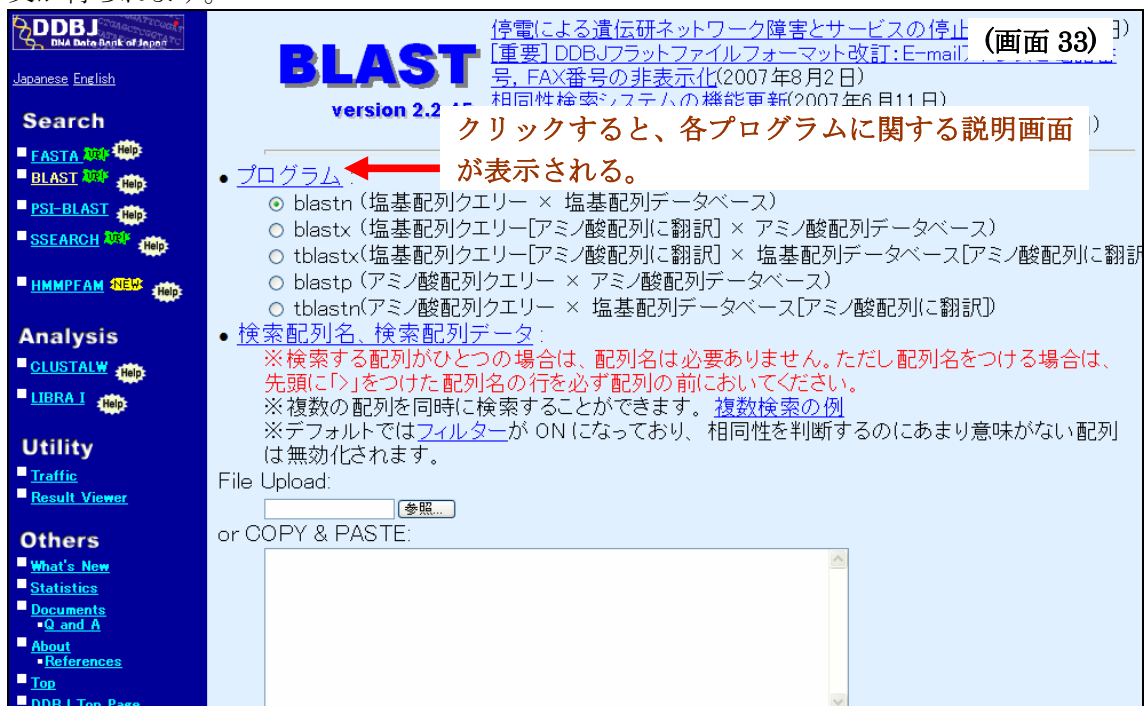 DDBJ
DNA Data Bank of Japan
Japanese English
Search
FASTA Help
BLAST Help
PSI-BLAST Help
SSEARCH Help
HMMPFAM NEW Help
Analysis
CLUSTALW Help
LIBRA I Help
Utility
Traffic
Result Viewer
Others
What's New
Statistics
Documents
Q and A
About
References
Top
DDBJ Top Page
BLAST
version 2.2.
停電による遺伝研ネットワーク障害とサービスの停止
(画面 33)
[重要] DDBJフラットファイルフォーマット改訂:E-mail
号, FAX番号の非表示化(2007年8月2日)
相同性検索システムの機能更新(2007年6月11日)
クリックすると、各プログラムに関する説明画面
が表示される。
• プログラム :
blastn (塩基配列クエリー × 塩基配列データベース)
blastx (塩基配列クエリー[アミノ酸配列に翻訳] × アミノ酸配列データベース)
tblastx(塩基配列クエリー[アミノ酸配列に翻訳] × 塩基配列データベース[アミノ酸配列に翻訳
blastp (アミノ酸配列クエリー × アミノ酸配列データベース)
tblastn(アミノ酸配列クエリー × 塩基配列データベース[アミノ酸配列に翻訳])
• 検索配列名、検索配列データ :
※検索する配列がひとつの場合は、配列名は必要ありません。ただし配列名をつける場合は、
先頭に「>」をつけた配列名の行を必ず配列の前においてください。
※複数の配列を同時に検索することができます。 複数検索の例
※デフォルトではフィルターが ON になっており、 相同性を判断するのにあまり意味がない配列
は無効化されます。
File Upload:
参照...
or COPY & PASTE: